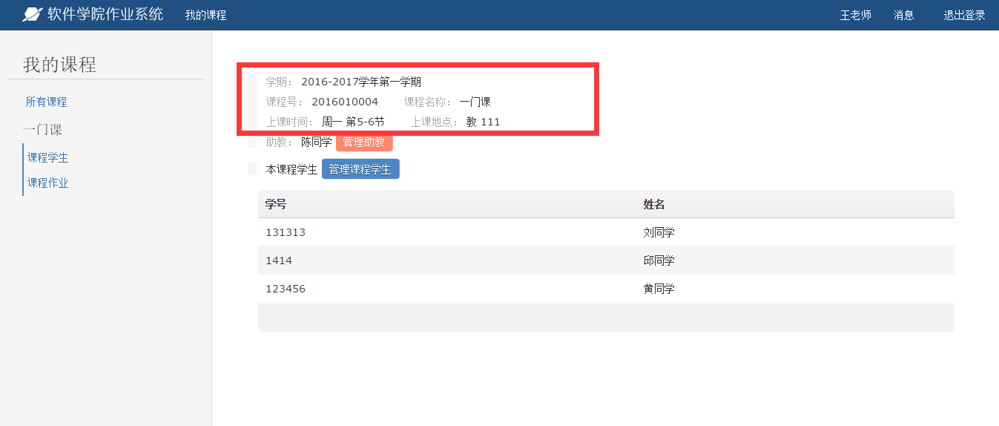 软件学院作业系统 我的课程 王老师 消息 退出登录
我的课程
所有课程
一门课
课程学生
课程作业
学期： 2016-2017学年第一学期
课程号： 2016010004 课程名称： 一门课
上课时间： 周一 第5-6节 上课地点： 教 111
助教： 陈同学 管理助教
本课程学生 管理课程学生
学号 姓名
131313 刘同学
1414 邱同学
123456 黄同学